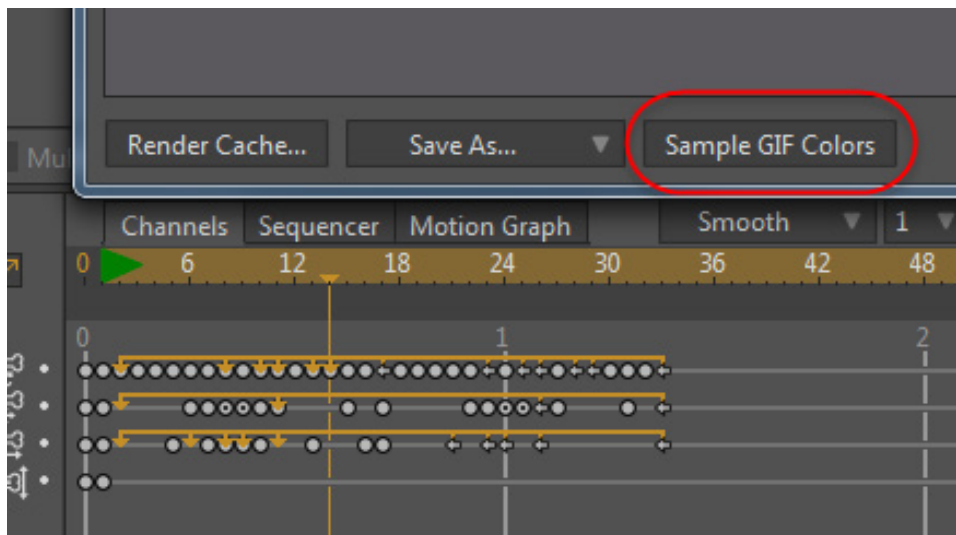 Mu
Render Cache... Save As... Sample GIF Colors
Channels Sequencer Motion Graph Smooth 1
0 6 12 18 24 30 36 42 48
0 1 2